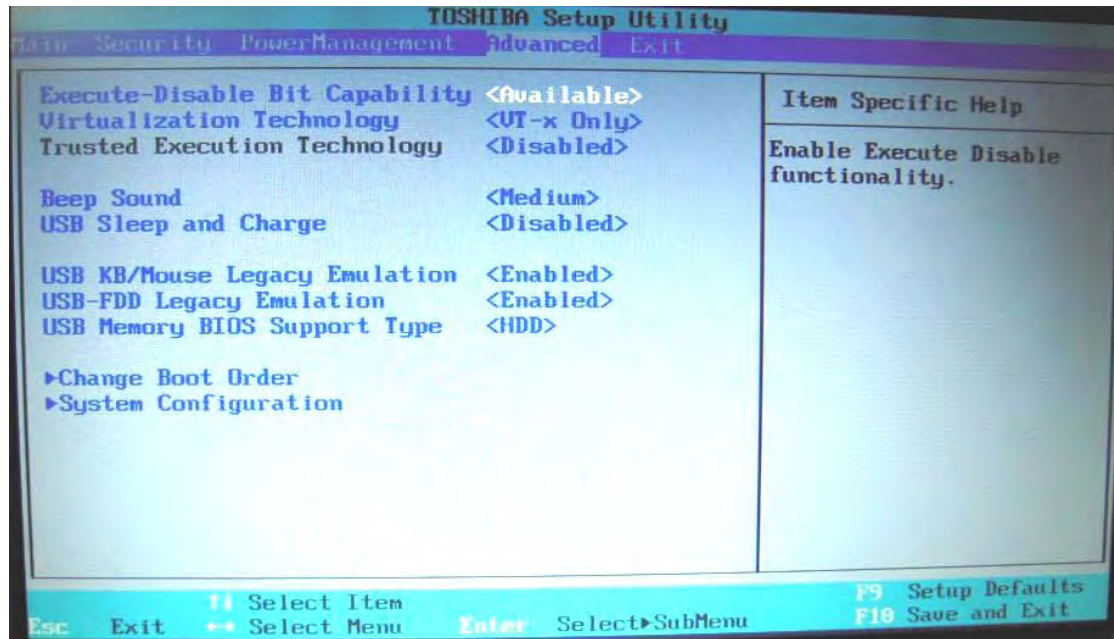 TOSHIBA Setup Utility
Main Security PowerManagement Advanced Exit
Execute-Disable Bit Capability <Available>
Virtualization Technology <VT-x Only>
Trusted Execution Technology <Disabled>
Beep Sound <Medium>
USB Sleep and Charge <Disabled>
USB KB/Mouse Legacy Emulation <Enabled>
USB-FDD Legacy Emulation <Enabled>
USB Memory BIOS Support Type <HDD>
▶Change Boot Order
▶System Configuration
Item Specific Help
Enable Execute Disable
functionality.
↑↓ Select Item F9 Setup Defaults
Esc Exit ←→ Select Menu Enter Select▶SubMenu F10 Save and Exit